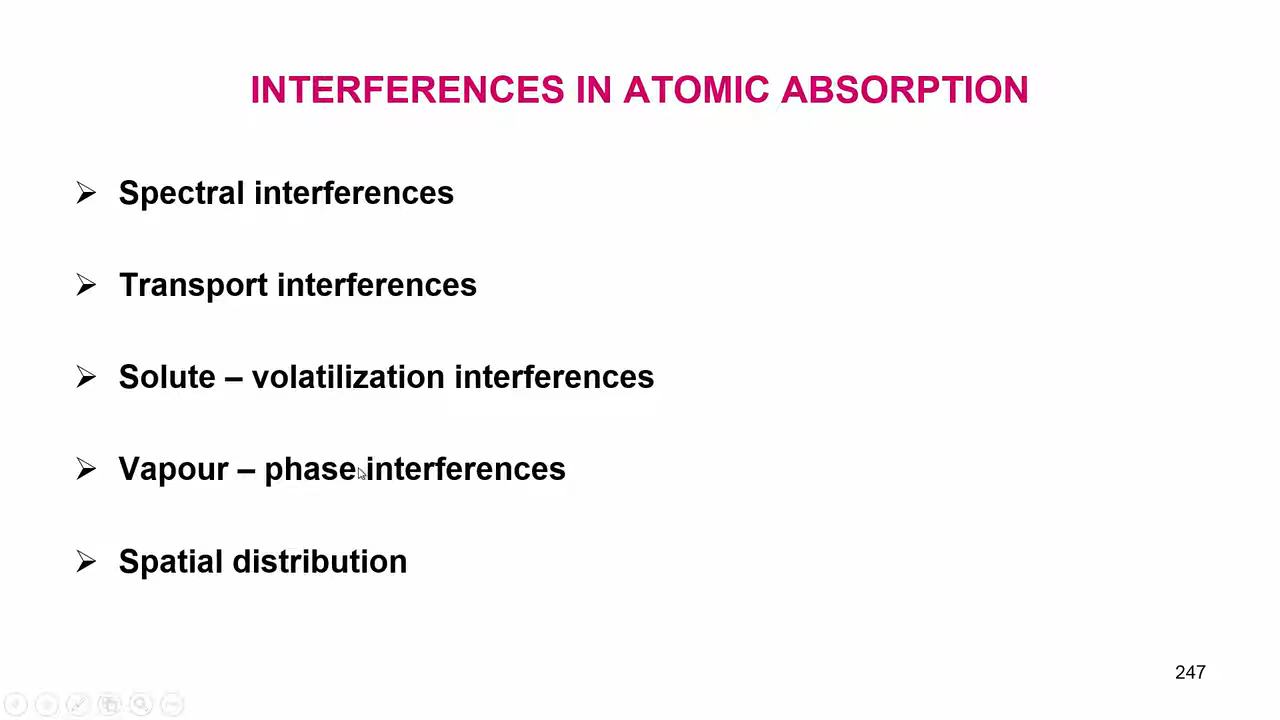 INTERFERENCES IN ATOMIC ABSORPTION
➢ Spectral interferences
➢ Transport interferences
➢ Solute – volatilization interferences
➢ Vapour – phase interferences
➢ Spatial distribution
247